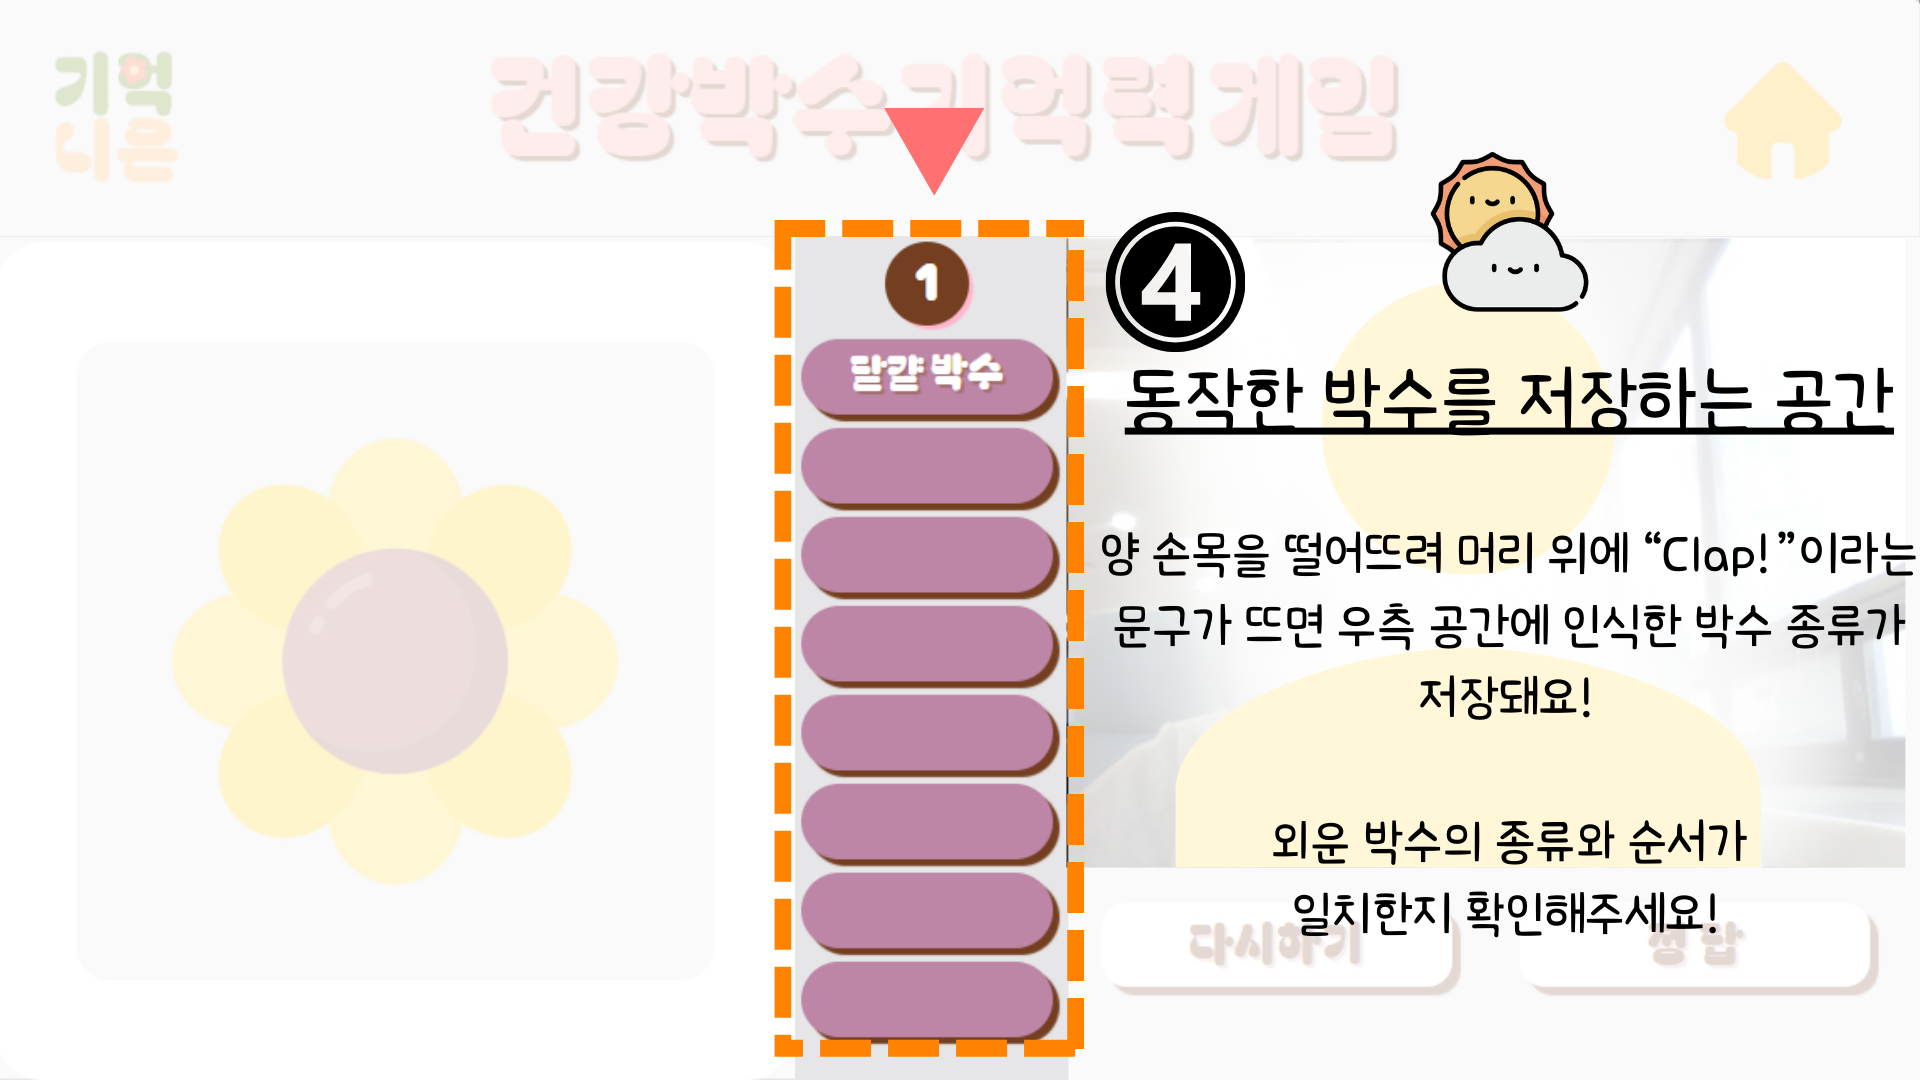 기억
니은
건강박수기억력게임
1
달걀 박수
4
동작한 박수를 저장하는 공간
양 손목을 떨어뜨려 머리 위에 “Clap!”이라는
문구가 뜨면 우측 공간에 인식한 박수 종류가
저장돼요!
외운 박수의 종류와 순서가
일치한지 확인해주세요!
다시하기
정답